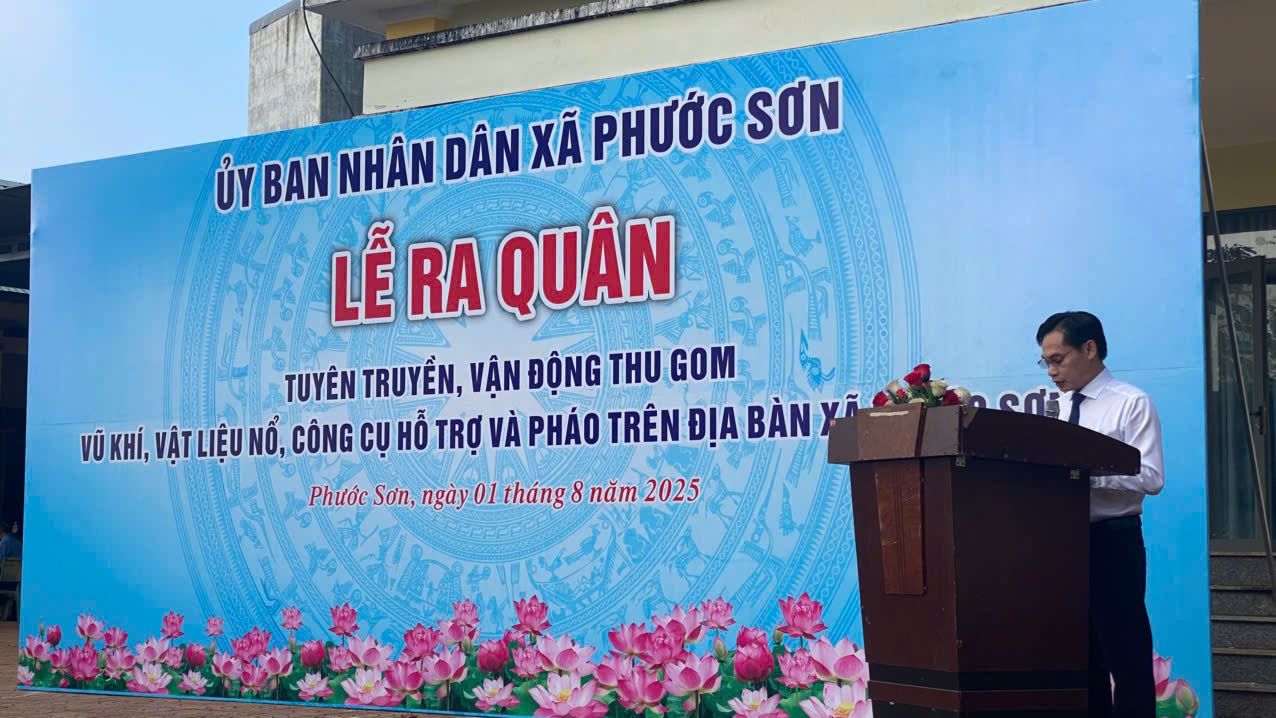 ỦY BAN NHÂN DÂN XÃ PHƯỚC SƠN
LỄ RA QUÂN
TUYÊN TRUYỀN, VẬN ĐỘNG THU GOM
VŨ KHÍ, VẬT LIỆU NỔ, CÔNG CỤ HỖ TRỢ VÀ PHÁO TRÊN ĐỊA BÀN XÃ SƠN
Phước Sơn, ngày 01 tháng 8 năm 2025